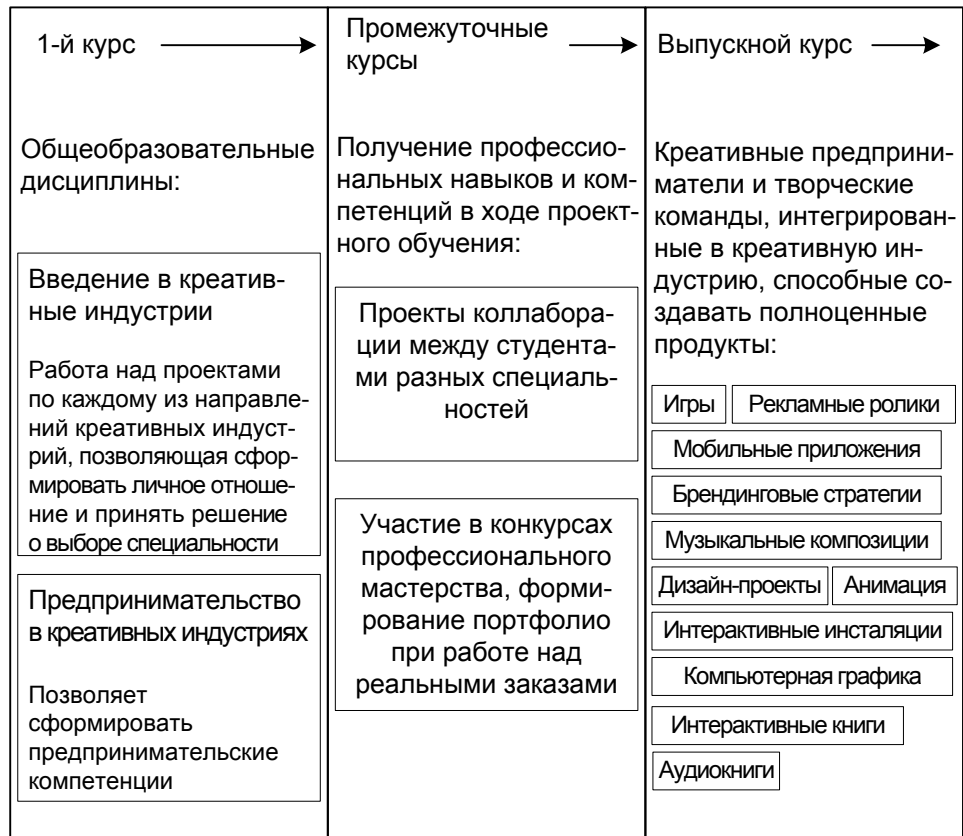 1-й курс
Общеобразовательные
дисциплины:
Введение в креатив-
ные индустрии
Работа над проектами
по каждому из направле-
ний креативных индуст-
рий, позволяющая сфор-
мировать личное отноше-
ние и принять решение
о выборе специальности
Предпринимательство
в креативных индустриях
Позволяет
сформировать
предпринимательские
компетенции
Промежуточные
курсы
Получение профессио-
нальных навыков и ком-
петенций в ходе проект-
ного обучения:
Проекты коллабора-
ции между студента-
ми разных специаль-
ностей
Участие в конкурсах
профессионального
мастерства, форми-
рование портфолио
при работе над
реальными заказами
Выпускной курс
Креативные предприни-
матели и творческие
команды, интегрирован-
ные в креативную ин-
дустрию, способные со-
здавать полноценные
продукты:
Игры
Рекламные ролики
Мобильные приложения
Брендинговые стратегии
Музыкальные композиции
Дизайн-проекты
Анимация
Интерактивные инсталяции
Компьютерная графика
Интерактивные книги
Аудиокниги